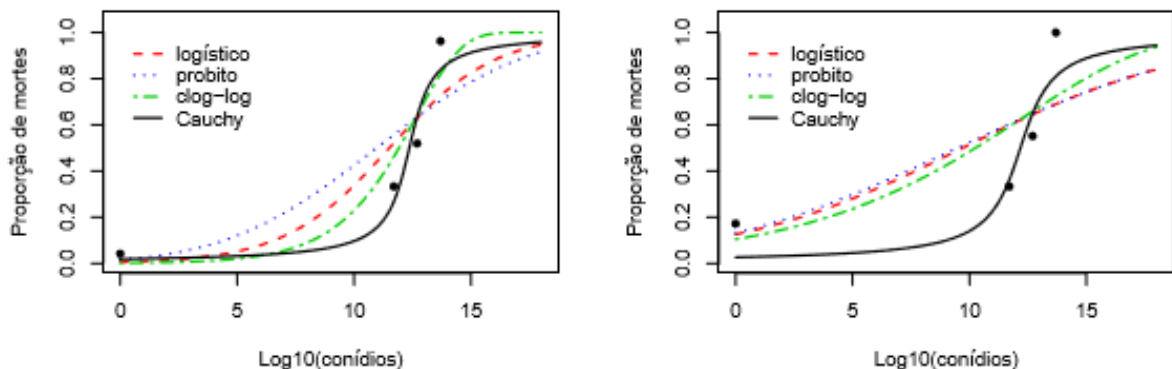 Proporção de mortes
0.0 0.2 0.4 0.6 0.8 1.0
logístico
probito
clog-log
Cauchy
0 5 10 15
Log10(conídios)
Proporção de mortes
0.0 0.2 0.4 0.6 0.8 1.0
logístico
probito
clog-log
Cauchy
0 5 10 15
Log10(conídios)